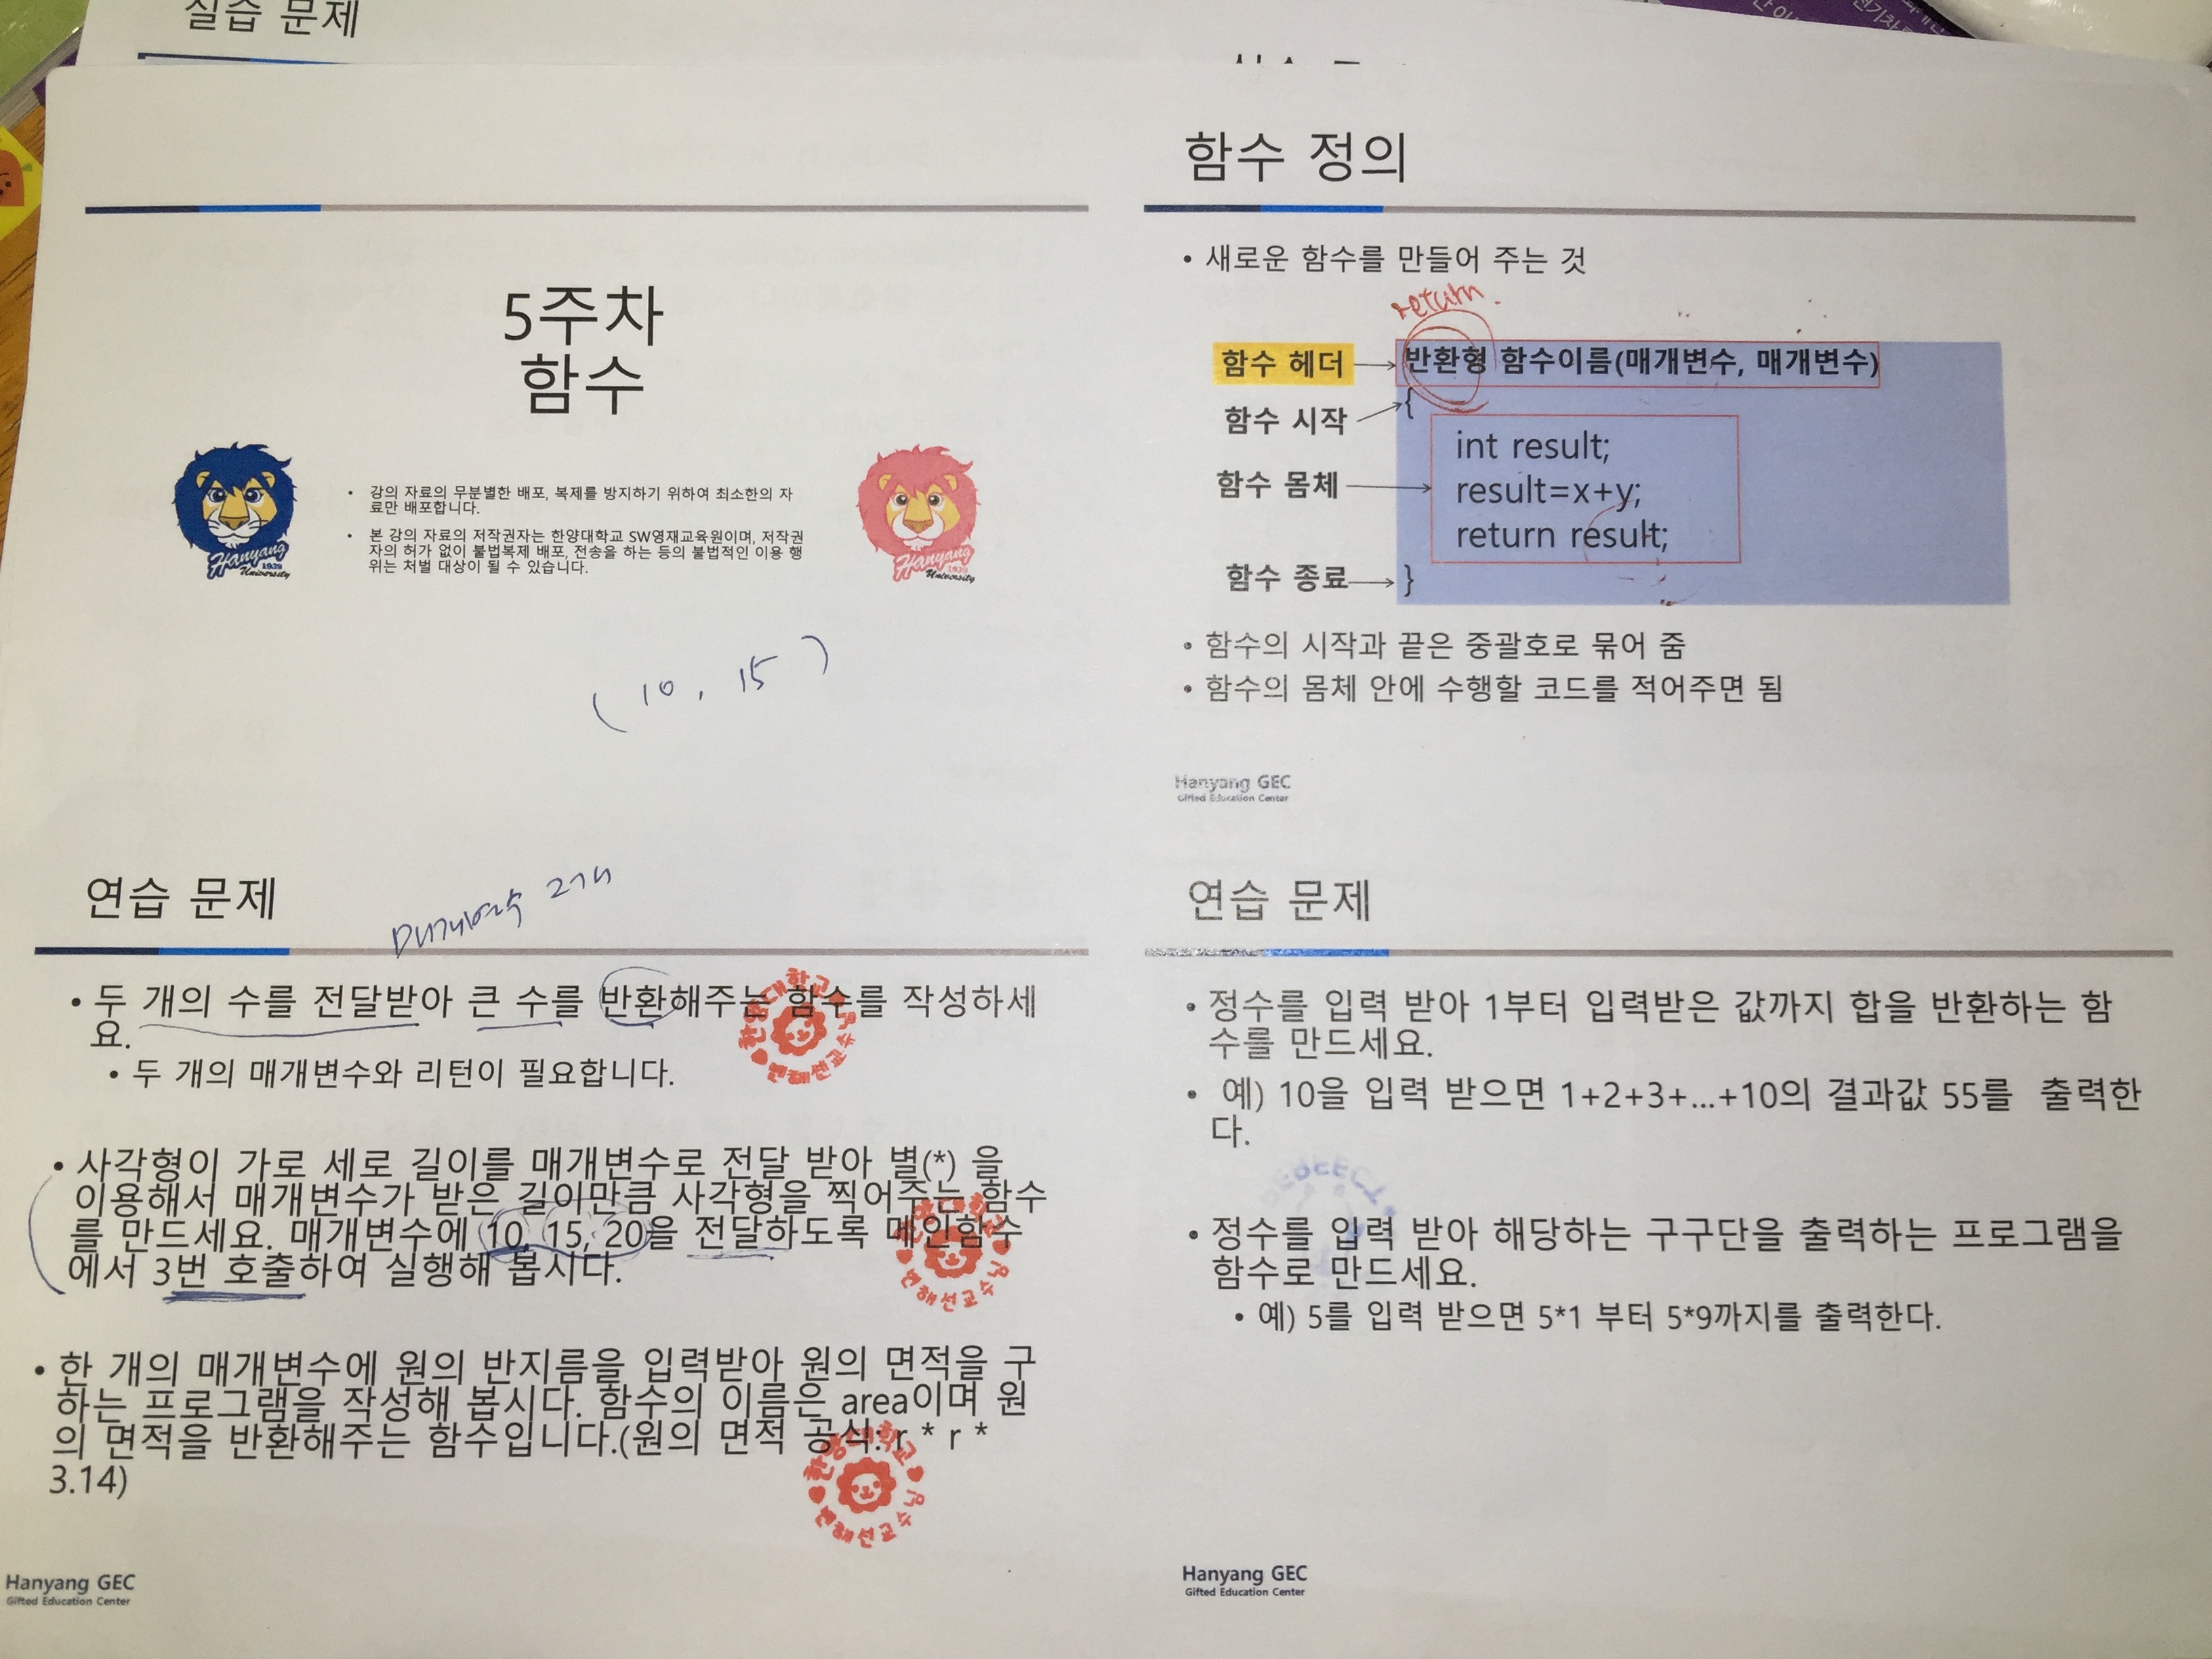 실습 문제
5주차
함수
• 강의 자료의 무분별한 배포, 복제를 방지하기 위하여 최소한의 자
료만 배포합니다.
• 본 강의 자료의 저작권자는 한양대학교 SW영재교육원이며, 저작권
자의 허가 없이 불법복제 배포, 전송을 하는 등의 불법적인 이용 행
위는 처벌 대상이 될 수 있습니다.
Hanyang
1939
University
Hanyang
1939
University
( 10 , 15 )
함수 정의
• 새로운 함수를 만들어 주는 것
return
함수 헤더 반환형 함수이름(매개변수, 매개변수)
함수 시작 {
int result;
함수 몸체 result=x+y;
return result;
함수 종료 }
• 함수의 시작과 끝은 중괄호로 묶어 줌
• 함수의 몸체 안에 수행할 코드를 적어주면 됨
Hanyang GEC
Gifted Education Center
연습 문제
매개변수 2개
• 두 개의 수를 전달받아 큰 수를 반환해주는 함수를 작성하세
요.
• 두 개의 매개변수와 리턴이 필요합니다.
• 사각형이 가로 세로 길이를 매개변수로 전달 받아 별(*) 을
이용해서 매개변수가 받은 길이만큼 사각형을 찍어주는 함수
를 만드세요. 매개변수에 10, 15, 20을 전달하도록 메인함수
에서 3번 호출하여 실행해 봅시다.
• 한 개의 매개변수에 원의 반지름을 입력받아 원의 면적을 구
하는 프로그램을 작성해 봅시다. 함수의 이름은 area이며 원
의 면적을 반환해주는 함수입니다.(원의 면적 공식: r * r *
3.14)
한양대학교 변해선교수님
한양대학교 변해선교수님
한양대학교 변해선교수님
Hanyang GEC
Gifted Education Center
연습 문제
• 정수를 입력 받아 1부터 입력받은 값까지 합을 반환하는 함
수를 만드세요.
• 예) 10을 입력 받으면 1+2+3+...+10의 결과값 55를 출력한
다.
• 정수를 입력 받아 해당하는 구구단을 출력하는 프로그램을
함수로 만드세요.
• 예) 5를 입력 받으면 5*1 부터 5*9까지를 출력한다.
Hanyang GEC
Gifted Education Center